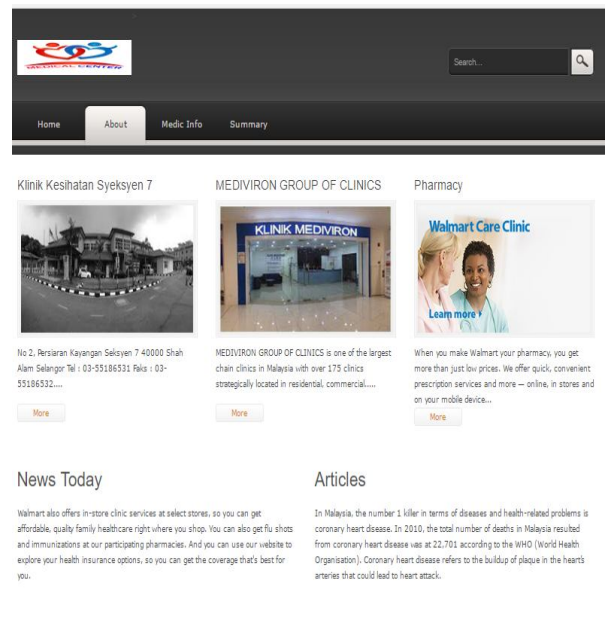 MEDICAL CENTER
Search...
Home
About
Medic Info
Summary
Klinik Kesihatan Syeksyen 7
No 2, Persiaran Kayangan Seksyen 7 40000 Shah
Alam Selangor Tel : 03-55186531 Faks : 03-
55186532....
More
MEDIVIRON GROUP OF CLINICS
KLINIK MEDIVIRON
MEDIVIRON GROUP OF CLINICS is one of the largest
chain clinics in Malaysia with over 175 clinics
strategically located in residential, commercial.....
More
Pharmacy
Walmart Care Clinic
Learn more
When you make Walmart your pharmacy, you get
more than just low prices. We offer quick, convenient
prescription services and more — online, in stores and
on your mobile device...
More
News Today
Walmart also offers in-store clinic services at select stores, so you can get
affordable, quality family healthcare right where you shop. You can also get flu shots
and immunizations at our participating pharmacies. And you can use our website to
explore your health insurance options, so you can get the coverage that's best for
you.
Articles
In Malaysia, the number 1 killer in terms of diseases and health-related problems is
coronary heart disease. In 2010, the total number of deaths in Malaysia resulted
from coronary heart disease was at 22,701 according to the WHO (World Health
Organisation). Coronary heart disease refers to the buildup of plaque in the heart's
arteries that could lead to heart attack.